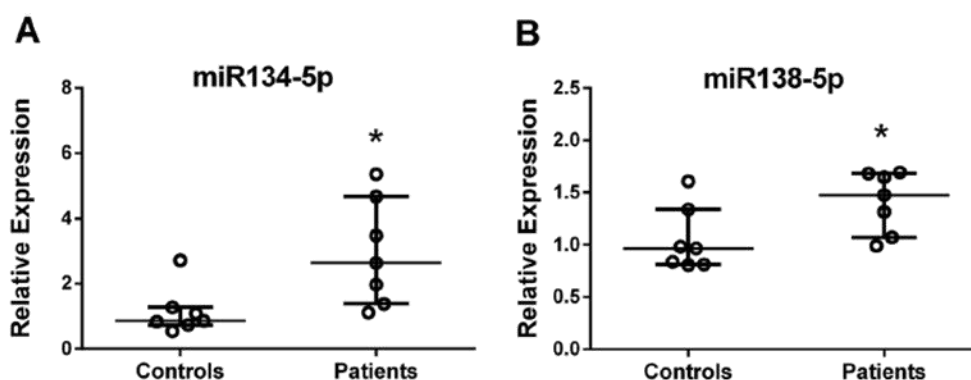 A
miR134-5p
Relative Expression
8
6
4
2
0
*
Controls
Patients
B
miR138-5p
Relative Expression
2.5
2.0
1.5
1.0
0.5
0.0
*
Controls
Patients